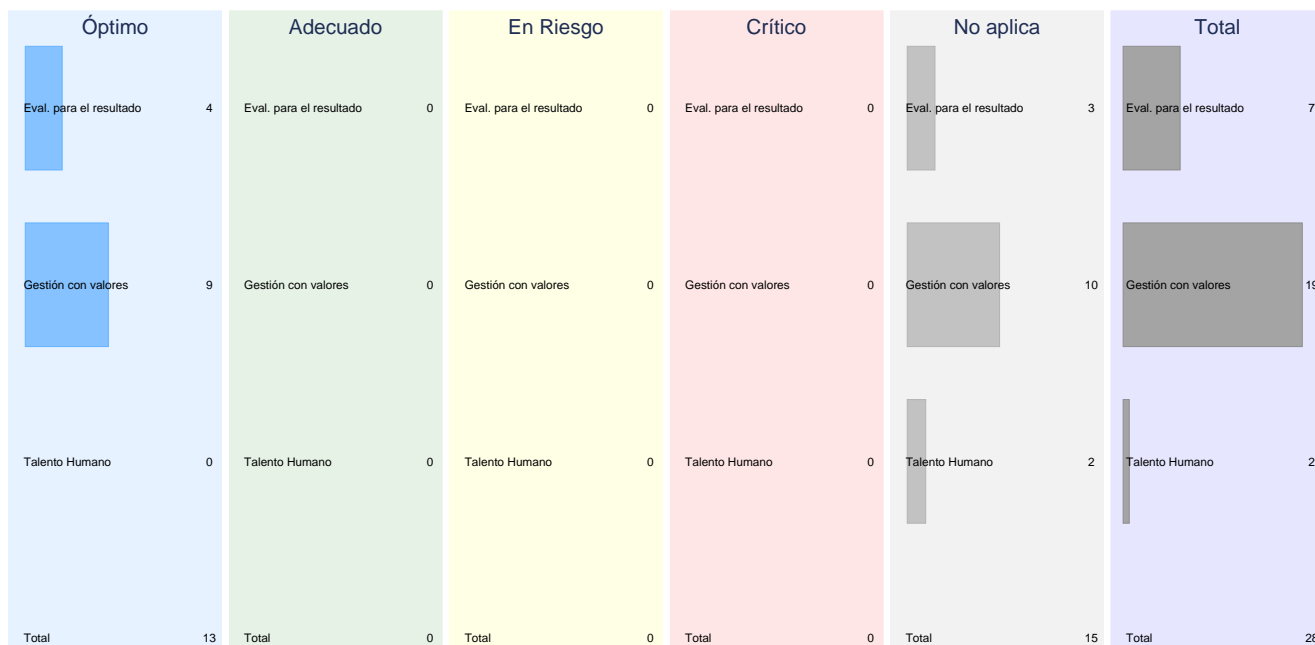 Óptimo Adecuado En Riesgo Crítico No aplica Total
Eval. para el resultado 4 Eval. para el resultado 0 Eval. para el resultado 0 Eval. para el resultado 0 Eval. para el resultado 3 Eval. para el resultado 7
Gestión con valores 9 Gestión con valores 0 Gestión con valores 0 Gestión con valores 0 Gestión con valores 10 Gestión con valores 19
Talento Humano 0 Talento Humano 0 Talento Humano 0 Talento Humano 0 Talento Humano 2 Talento Humano 2
Total 13 Total 0 Total 0 Total 0 Total 15 Total 28